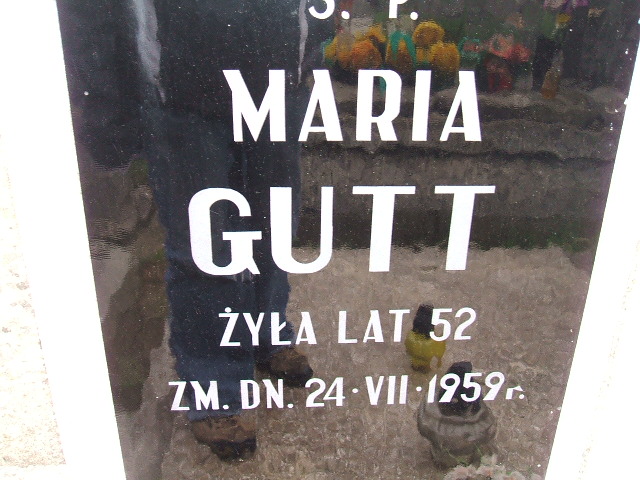 Ś. P.
MARIA
GUTT
ŻYŁA LAT 52
ZM. DN. 24·VII·1959r.